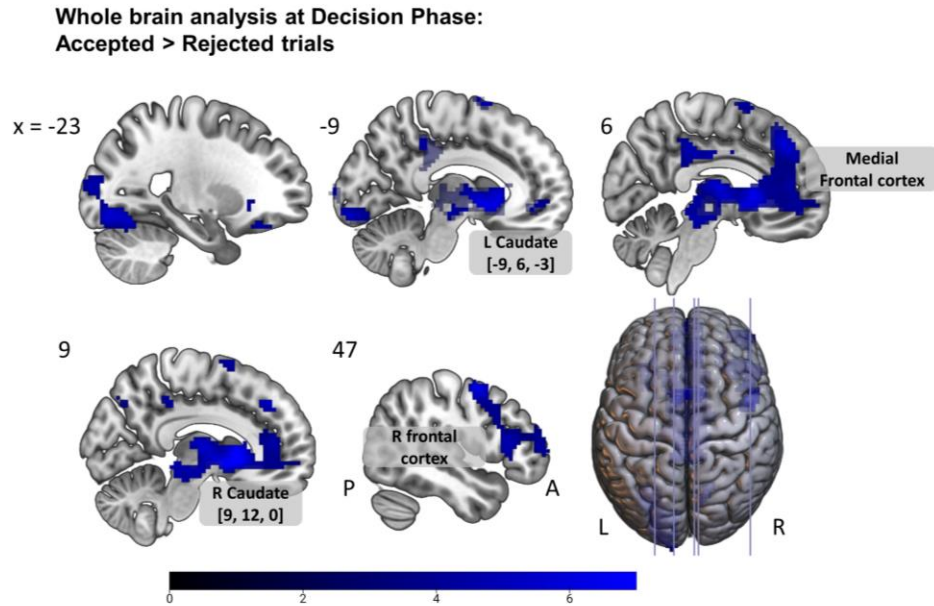 Whole brain analysis at Decision Phase:
Accepted > Rejected trials
x = -23
-9
6
Medial
Frontal cortex
L Caudate
[-9, 6, -3]
9
47
R frontal
cortex
P
A
R Caudate
[9, 12, 0]
L
R
0
2
4
6